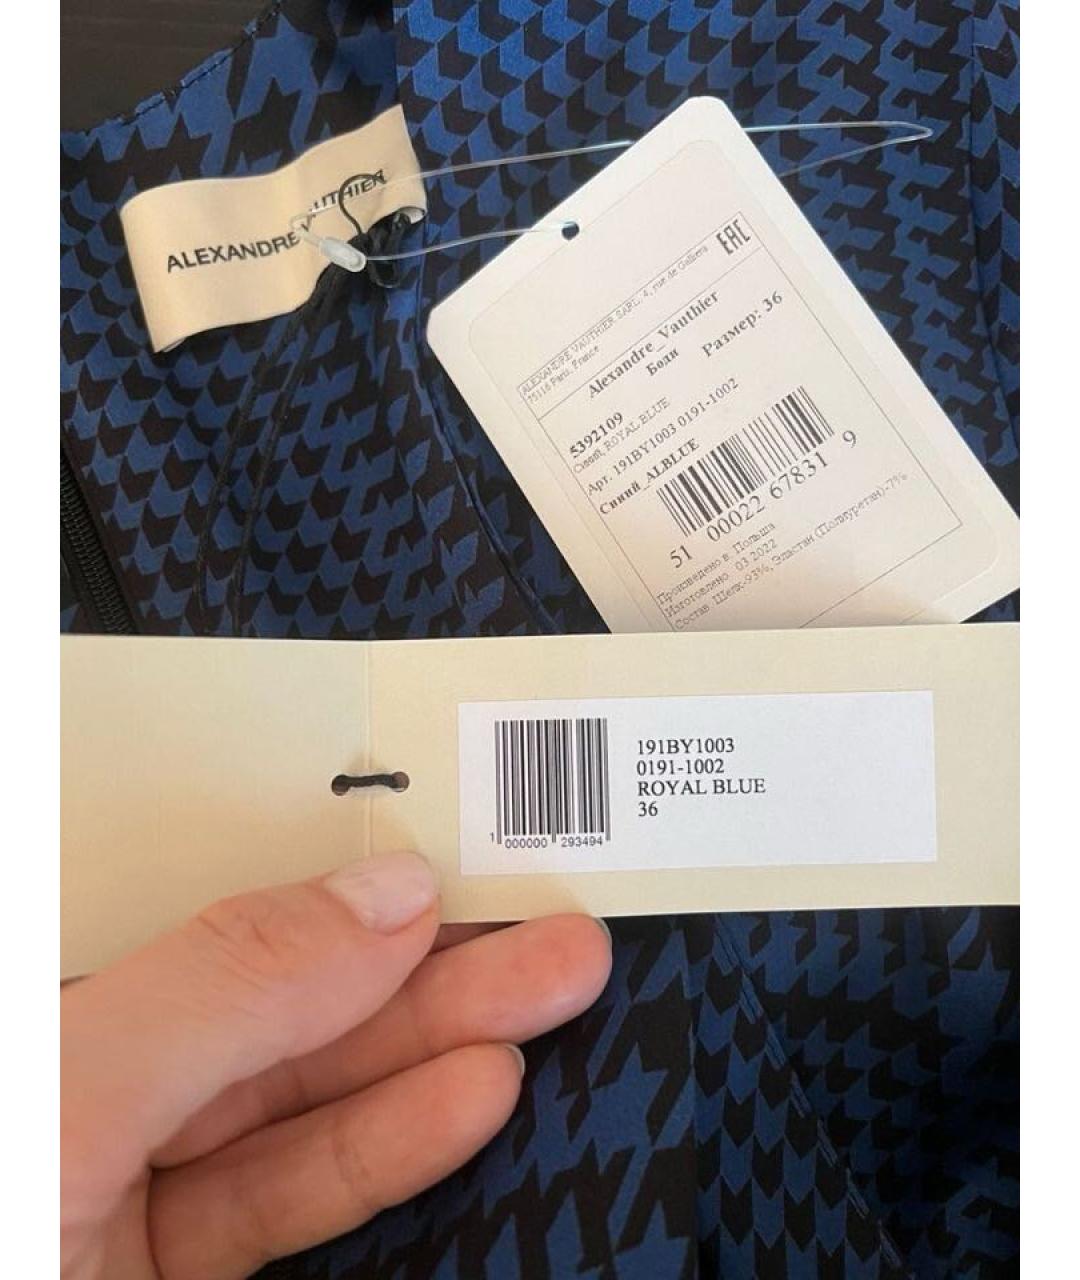 ALEXANDRE VAUTHIER
ALEXANDRE VAUTHIER SARL, 4, rue de Galliera
75116 Paris, France
EAC
Alexandre_Vauthier
Боди Размер: 36
5392109
Синий, ROYAL BLUE
Арт. 191BY1003 0191-1002
Синий_ALBLUE
51 00022 67831 9
Произведено в: Польша
Изготовлено 03.2022
Состав. Шелк-93%, Эластан (Полиуретан)-7%
191BY1003
0191-1002
ROYAL BLUE
36
1 000000 293494